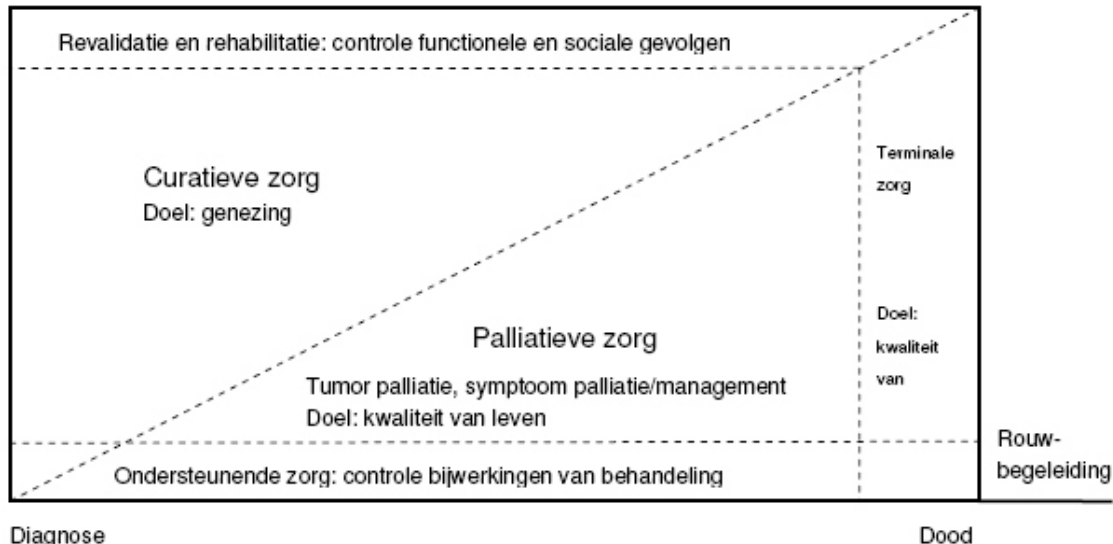 Revalidatie en rehabilitatie: controle functionele en sociale gevolgen
Curatieve zorg
Doel: genezing
Terminale
zorg
Palliatieve zorg
Tumor palliatie, symptoom palliatie/management
Doel: kwaliteit van leven
Doel:
kwaliteit
van
Ondersteunende zorg: controle bijwerkingen van behandeling
Rouw-
begeleiding
Diagnose
Dood